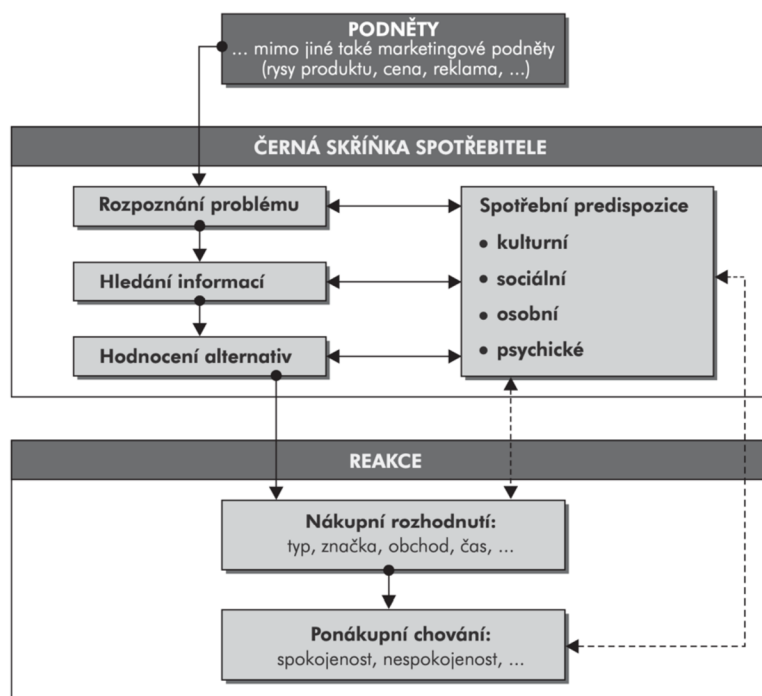 PODNĚTY
... mimo jiné také marketingové podněty
(rysy produktu, cena, reklama, ...)
ČERNÁ SKŘÍŇKA SPOTŘEBITELE
Rozpoznání problému
Hledání informací
Hodnocení alternativ
Spotřební predispozice
• kulturní
• sociální
• osobní
• psychické
REAKCE
Nákupní rozhodnutí:
typ, značka, obchod, čas, ...
Ponákupní chování:
spokojenost, nespokojenost, ...